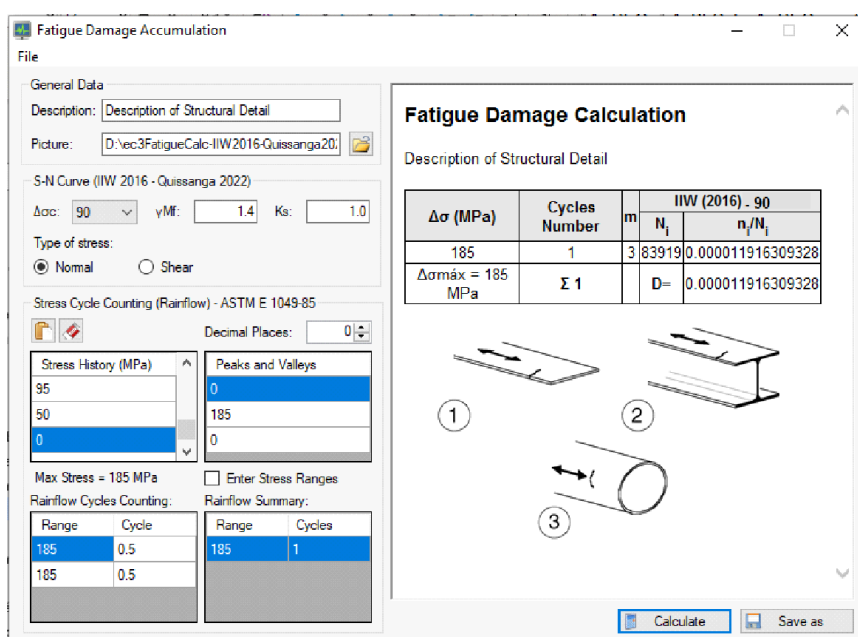 Fatigue Damage Accumulation
File
General Data
Description: Description of Structural Detail
Picture: D:\ec3FatigueCalc-IIW2016-Quissanga20
S-N Curve (IIW 2016 - Quissanga 2022)
Δσc: 90 γMf: 1.4 Ks: 1.0
Type of stress:
Normal Shear
Stress Cycle Counting (Rainflow) - ASTM E 1049-85
Decimal Places: 0
Stress History (MPa) Peaks and Valleys
95 0
50 185
0 0
Max Stress = 185 MPa Enter Stress Ranges
Rainflow Cycles Counting: Rainflow Summary:
Range Cycle Range Cycles
185 0.5 185 1
185 0.5
Fatigue Damage Calculation
Description of Structural Detail
Δσ (MPa) Cycles Number m IIW (2016) - 90
Ni ni/Ni
185 1 3 83919 0.000011916309328
Δσmáx = 185 MPa Σ 1 D= 0.000011916309328
1 2
3
Calculate Save as